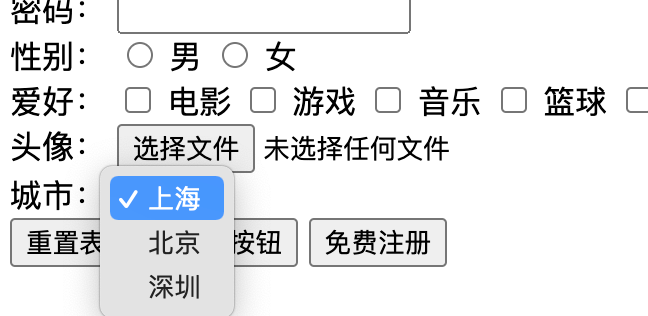 密码：
性别： 男 女
爱好： 电影 游戏 音乐 篮球
头像： 选择文件 未选择任何文件
城市： ✓ 上海
重置表 北京 按钮 免费注册
深圳